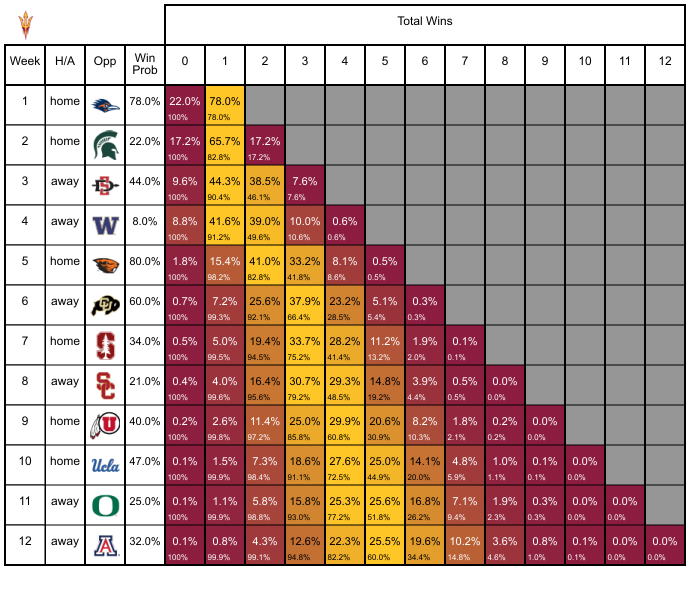 Total Wins
Week H/A Opp Win Prob 0 1 2 3 4 5 6 7 8 9 10 11 12
1 home 78.0% 22.0% 78.0%
100% 78.0%
2 home 22.0% 17.2% 65.7% 17.2%
100% 82.8% 17.2%
3 away SD 44.0% 9.6% 44.3% 38.5% 7.6%
100% 90.4% 46.1% 7.6%
4 away W 8.0% 8.8% 41.6% 39.0% 10.0% 0.6%
100% 91.2% 49.6% 10.6% 0.6%
5 home 80.0% 1.8% 15.4% 41.0% 33.2% 8.1% 0.5%
100% 98.2% 82.8% 41.8% 8.6% 0.5%
6 away CU 60.0% 0.7% 7.2% 25.6% 37.9% 23.2% 5.1% 0.3%
100% 99.3% 92.1% 66.4% 28.5% 5.4% 0.3%
7 home S 34.0% 0.5% 5.0% 19.4% 33.7% 28.2% 11.2% 1.9% 0.1%
100% 99.5% 94.5% 75.2% 41.4% 13.2% 2.0% 0.1%
8 away SC 21.0% 0.4% 4.0% 16.4% 30.7% 29.3% 14.8% 3.9% 0.5% 0.0%
100% 99.6% 95.6% 79.2% 48.5% 19.2% 4.4% 0.5% 0.0%
9 home U 40.0% 0.2% 2.6% 11.4% 25.0% 29.9% 20.6% 8.2% 1.8% 0.2% 0.0%
100% 99.8% 97.2% 85.8% 60.8% 30.9% 10.3% 2.1% 0.2% 0.0%
10 home Ucla 47.0% 0.1% 1.5% 7.3% 18.6% 27.6% 25.0% 14.1% 4.8% 1.0% 0.1% 0.0%
100% 99.9% 98.4% 91.1% 72.5% 44.9% 20.0% 5.9% 1.1% 0.1% 0.0%
11 away O 25.0% 0.1% 1.1% 5.8% 15.8% 25.3% 25.6% 16.8% 7.1% 1.9% 0.3% 0.0% 0.0%
100% 99.9% 98.8% 93.0% 77.2% 51.8% 26.2% 9.4% 2.3% 0.3% 0.0% 0.0%
12 away A 32.0% 0.1% 0.8% 4.3% 12.6% 22.3% 25.5% 19.6% 10.2% 3.6% 0.8% 0.1% 0.0% 0.0%
100% 99.9% 99.1% 94.8% 82.2% 60.0% 34.4% 14.8% 4.6% 1.0% 0.1% 0.0% 0.0%